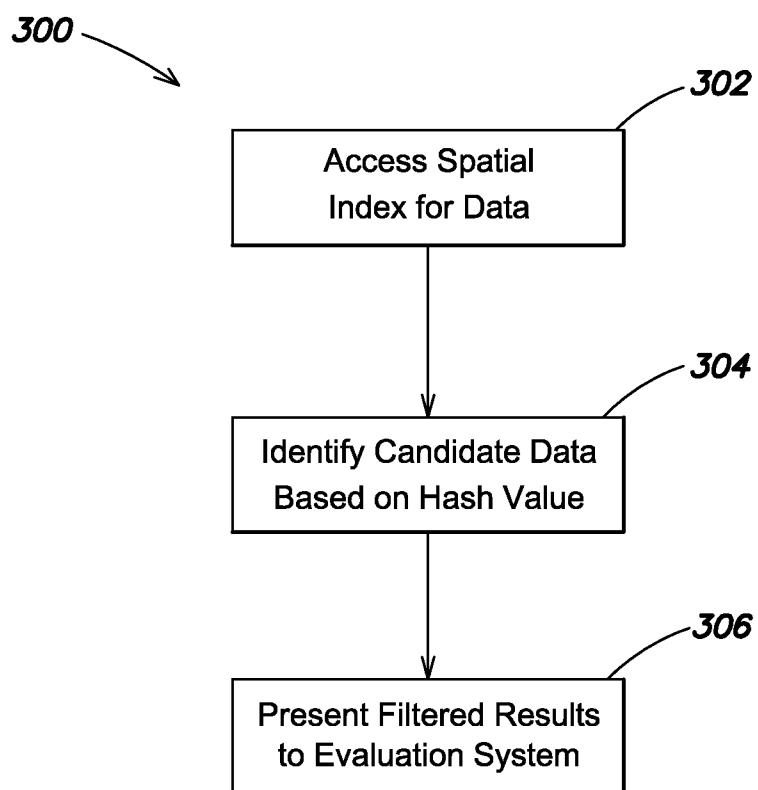 300
302
Access Spatial
Index for Data
304
Identify Candidate Data
Based on Hash Value
306
Present Filtered Results
to Evaluation System